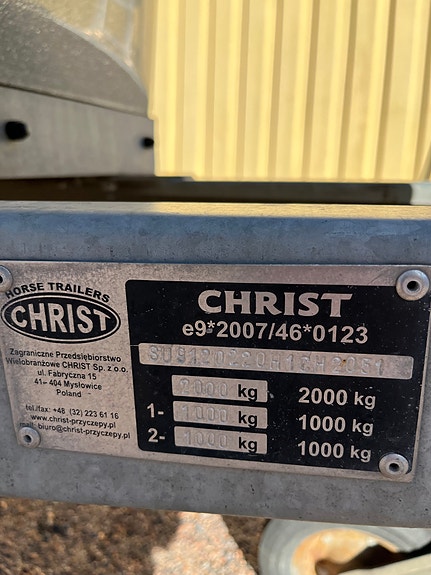 HORSE TRAILERS
CHRIST
Zagraniczne Przedsiębiorstwo
Wielobranżowe CHRIST Sp. z.o.o.
ul. Fabryczna 15
41- 404 Mysłowice
Poland
tel./fax: +48 (32) 223 61 16
www.christ-przyczepy.pl
mail: biuro@christ-przyczepy.pl
CHRIST
e9*2007/46*0123
2000 kg 2000 kg
1- 1000 kg 1000 kg
2- 1000 kg 1000 kg